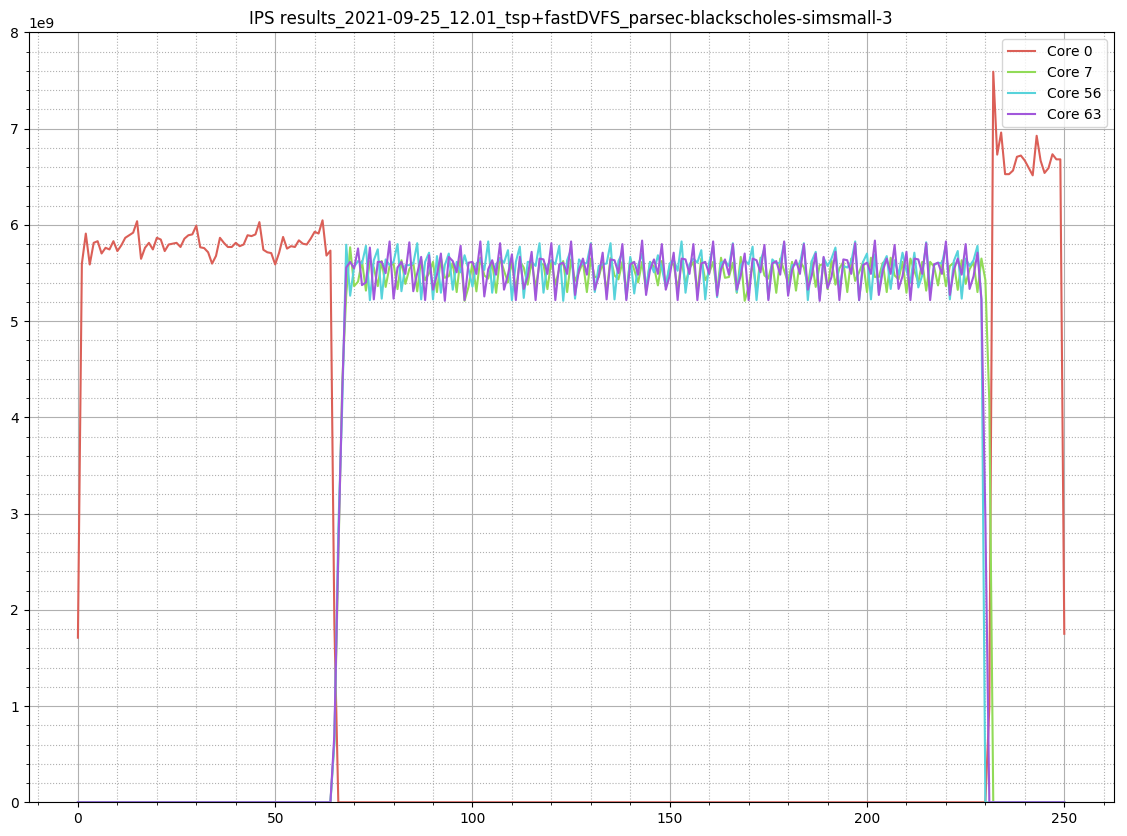 IPS results_2021-09-25_12.01_tsp+fastDVFS_parsec-blackscholes-simsmall-3
1e9
8
7
6
5
4
3
2
1
0
0 50 100 150 200 250
Core 0
Core 7
Core 56
Core 63